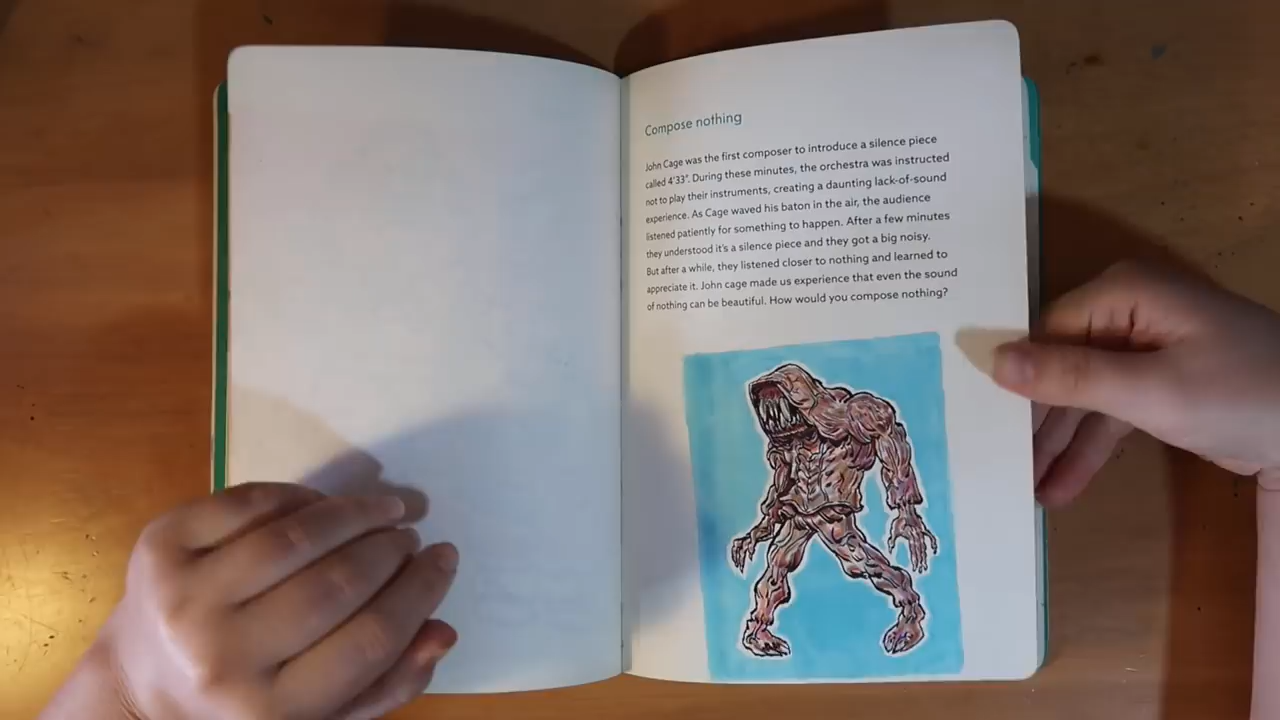 Compose nothing
John Cage was the first composer to introduce a silence piece
called 4'33". During these minutes, the orchestra was instructed
not to play their instruments, creating a daunting lack-of-sound
experience. As Cage waved his baton in the air, the audience
listened patiently for something to happen. After a few minutes
they understood it's a silence piece and they got a big noisy.
But after a while, they listened closer to nothing and learned to
appreciate it. John cage made us experience that even the sound
of nothing can be beautiful. How would you compose nothing?